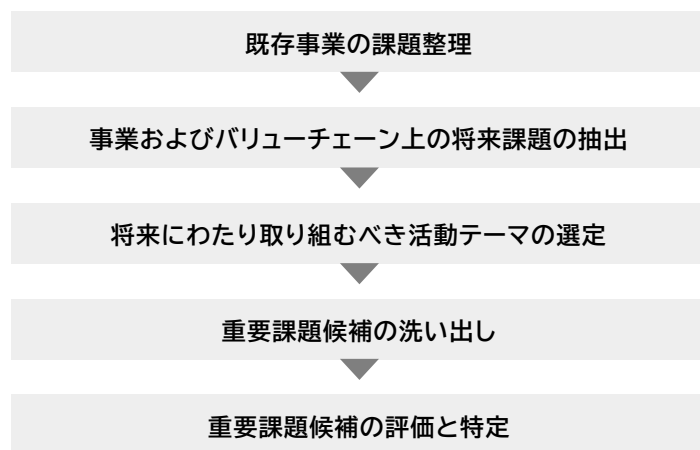 既存事業の課題整理
事業およびバリューチェーン上の将来課題の抽出
将来にわたり取り組むべき活動テーマの選定
重要課題候補の洗い出し
重要課題候補の評価と特定